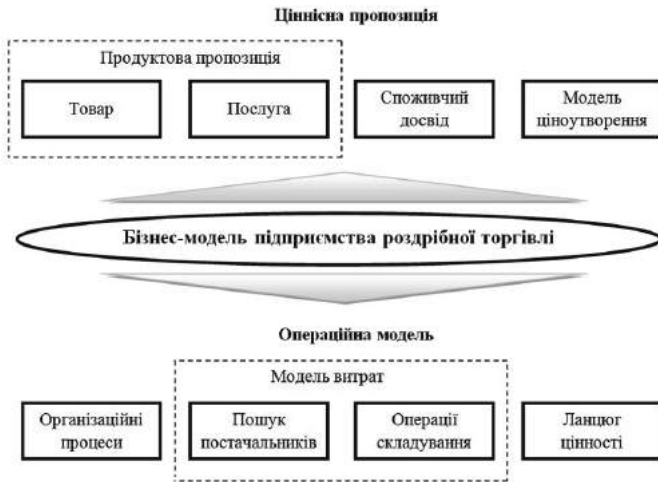 Ціннісна пропозиція
Продуктова пропозиція
Товар
Послуга
Споживчий
досвід
Модель
ціноутворення
Бізнес-модель підприємства роздрібної торгівлі
Операційна модель
Модель витрат
Організаційні
процеси
Пошук
постачальників
Операції
складування
Ланцюг
цінності